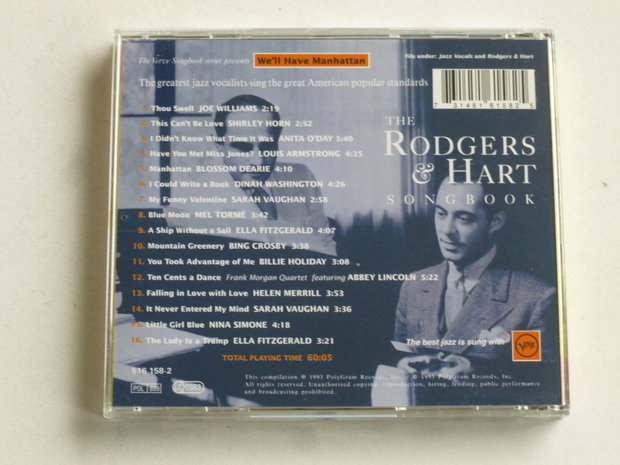 The Verve Songbook series presents We'll Have Manhattan
file under: Jazz Vocals and Rodgers & Hart
The greatest jazz vocalists sing the great American popular standards
7 31451 61582 5
THE
RODGERS
& HART
SONGBOOK
1. Thou Swell JOE WILLIAMS 2:19
2. This Can't Be Love SHIRLEY HORN 2:52
3. I Didn't Know What Time It Was ANITA O'DAY 3:40
4. Have You Met Miss Jones? LOUIS ARMSTRONG 4:35
5. Manhattan BLOSSOM DEARIE 4:10
6. I Could Write a Book DINAH WASHINGTON 4:26
7. My Funny Valentine SARAH VAUGHAN 2:58
8. Blue Moon MEL TORME 3:42
9. A Ship Without a Sail ELLA FITZGERALD 4:07
10. Mountain Greenery BING CROSBY 3:38
11. You Took Advantage of Me BILLIE HOLIDAY 3:08
12. Ten Cents a Dance Frank Morgan Quartet featuring ABBEY LINCOLN 5:22
13. Falling in Love with Love HELEN MERRILL 3:53
14. It Never Entered My Mind SARAH VAUGHAN 3:36
15. Little Girl Blue NINA SIMONE 4:18
16. The Lady Is a Tramp ELLA FITZGERALD 3:21
TOTAL PLAYING TIME 60:05
The best jazz is sung with
Verve
516 158-2
POL 899
0383
This compilation ℗ 1993 PolyGram Records, Inc. © 1993 PolyGram Records, Inc
All rights reserved. Unauthorized copying, reproduction, hiring, lending, public performance
and broadcasting prohibited.